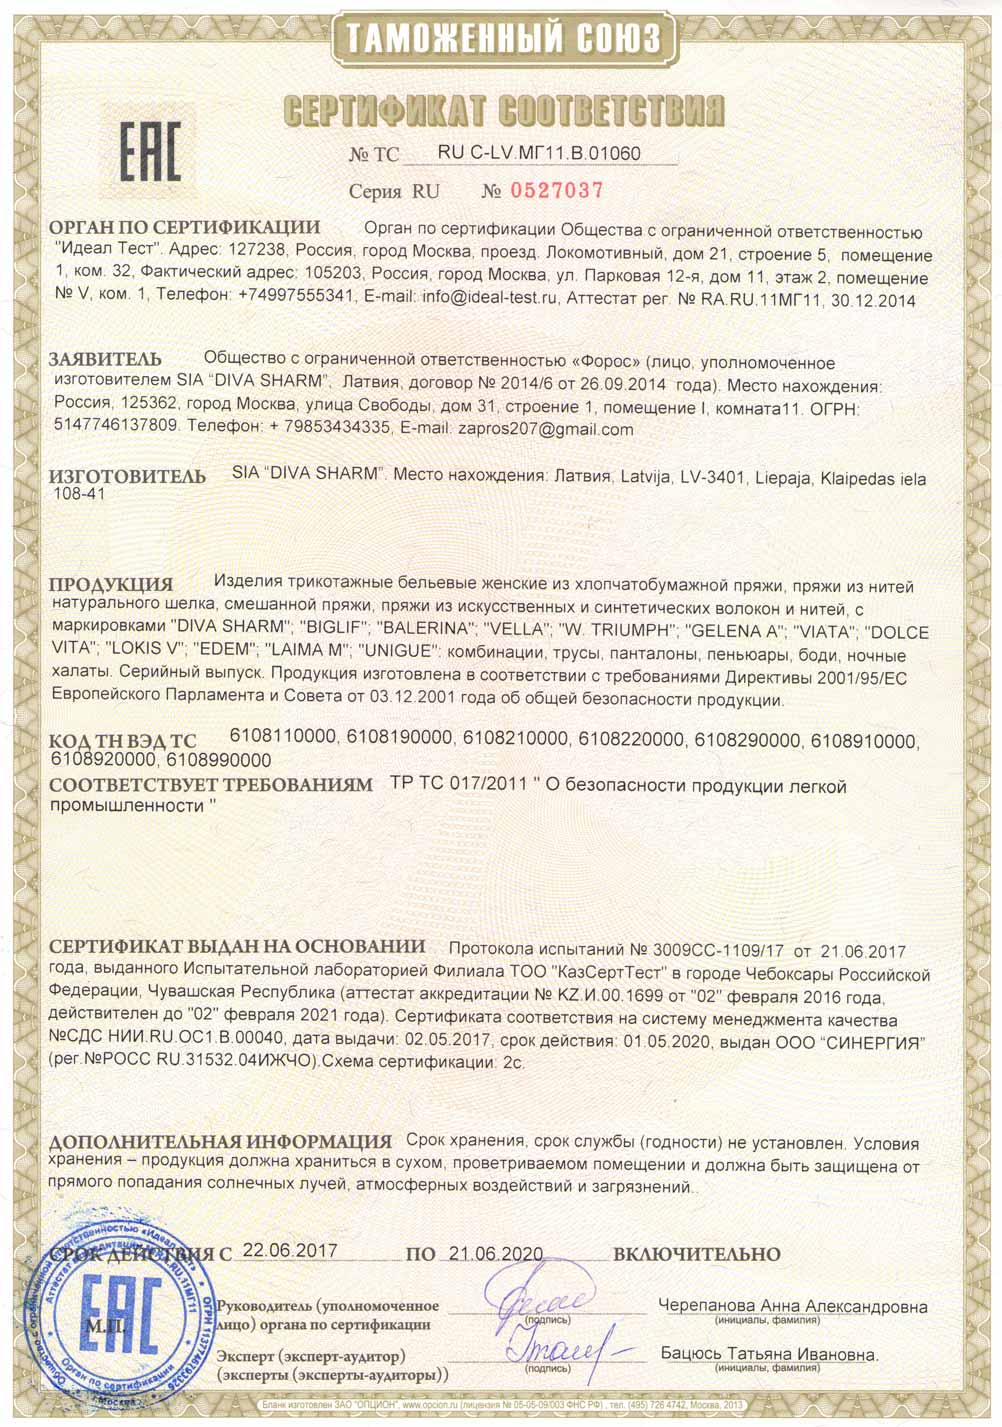 ТАМОЖЕННЫЙ СОЮЗ
СЕРТИФИКАТ СООТВЕТСТВИЯ
EAC
№ ТС RU C-LV.МГ11.В.01060
Серия RU № 0527037
ОРГАН ПО СЕРТИФИКАЦИИ Орган по сертификации Общества с ограниченной ответственностью
"Идеал Тест". Адрес: 127238, Россия, город Москва, проезд. Локомотивный, дом 21, строение 5, помещение
1, ком. 32, Фактический адрес: 105203, Россия, город Москва, ул. Парковая 12-я, дом 11, этаж 2, помещение
№ V, ком. 1, Телефон: +74997555341, E-mail: info@ideal-test.ru, Аттестат рег. № RA.RU.11МГ11, 30.12.2014
ЗАЯВИТЕЛЬ Общество с ограниченной ответственностью «Форос» (лицо, уполномоченное
изготовителем SIA “DIVA SHARM”, Латвия, договор № 2014/6 от 26.09.2014 года). Место нахождения:
Россия, 125362, город Москва, улица Свободы, дом 31, строение 1, помещение I, комната11. ОГРН:
5147746137809. Телефон: + 79853434335, E-mail: zapros207@gmail.com
ИЗГОТОВИТЕЛЬ SIA “DIVA SHARM”. Место нахождения: Латвия, Latvija, LV-3401, Liepaja, Klaipedas iela
108-41
ПРОДУКЦИЯ Изделия трикотажные бельевые женские из хлопчатобумажной пряжи, пряжи из нитей
натурального шелка, смешанной пряжи, пряжи из искусственных и синтетических волокон и нитей, с
маркировками "DIVA SHARM"; "BIGLIF"; "BALERINA"; "VELLA"; "W. TRIUMPH"; "GELENA A"; "VIATA"; "DOLCE
VITA"; "LOKIS V"; "EDEM"; "LAIMA M"; "UNIGUE": комбинации, трусы, панталоны, пеньюары, боди, ночные
халаты. Серийный выпуск. Продукция изготовлена в соответствии с требованиями Директивы 2001/95/ЕС
Европейского Парламента и Совета от 03.12.2001 года об общей безопасности продукции.
КОД ТН ВЭД ТС 6108110000, 6108190000, 6108210000, 6108220000, 6108290000, 6108910000,
6108920000, 6108990000
СООТВЕТСТВУЕТ ТРЕБОВАНИЯМ ТР ТС 017/2011 " О безопасности продукции легкой
промышленности "
СЕРТИФИКАТ ВЫДАН НА ОСНОВАНИИ Протокола испытаний № 3009СС-1109/17 от 21.06.2017
года, выданного Испытательной лабораторией Филиала ТОО "КазСертТест" в городе Чебоксары Российской
Федерации, Чувашская Республика (аттестат аккредитации № KZ.И.00.1699 от "02" февраля 2016 года,
действителен до "02" февраля 2021 года). Сертификата соответствия на систему менеджмента качества
№СДС НИИ.RU.ОС1.В.00040, дата выдачи: 02.05.2017, срок действия: 01.05.2020, выдан ООО “СИНЕРГИЯ”
(рег.№РОСС RU.31532.04ИЖЧО).Схема сертификации: 2с.
ДОПОЛНИТЕЛЬНАЯ ИНФОРМАЦИЯ Срок хранения, срок службы (годности) не установлен. Условия
хранения – продукция должна храниться в сухом, проветриваемом помещении и должна быть защищена от
прямого попадания солнечных лучей, атмосферных воздействий и загрязнений..
СРОК ДЕЙСТВИЯ С 22.06.2017 ПО 21.06.2020 ВКЛЮЧИТЕЛЬНО
Общество с ограниченной ответственностью «Идеал Тест» ОГРН 1137746193326
Аттестат аккредитации № RA.RU.11МГ11
EAC
М.П.
Орган по сертификации
г. Москва
Руководитель (уполномоченное
лицо) органа по сертификации
(подпись)
Черепанова Анна Александровна
(инициалы, фамилия)
Эксперт (эксперт-аудитор)
(эксперты (эксперты-аудиторы))
(подпись)
Бацюсь Татьяна Ивановна.
(инициалы, фамилия)
Бланк изготовлен ЗАО "ОПЦИОН", www.opcion.ru (лицензия № 05-05-09/003 ФНС РФ), тел. (495) 726 4742, Москва, 2013